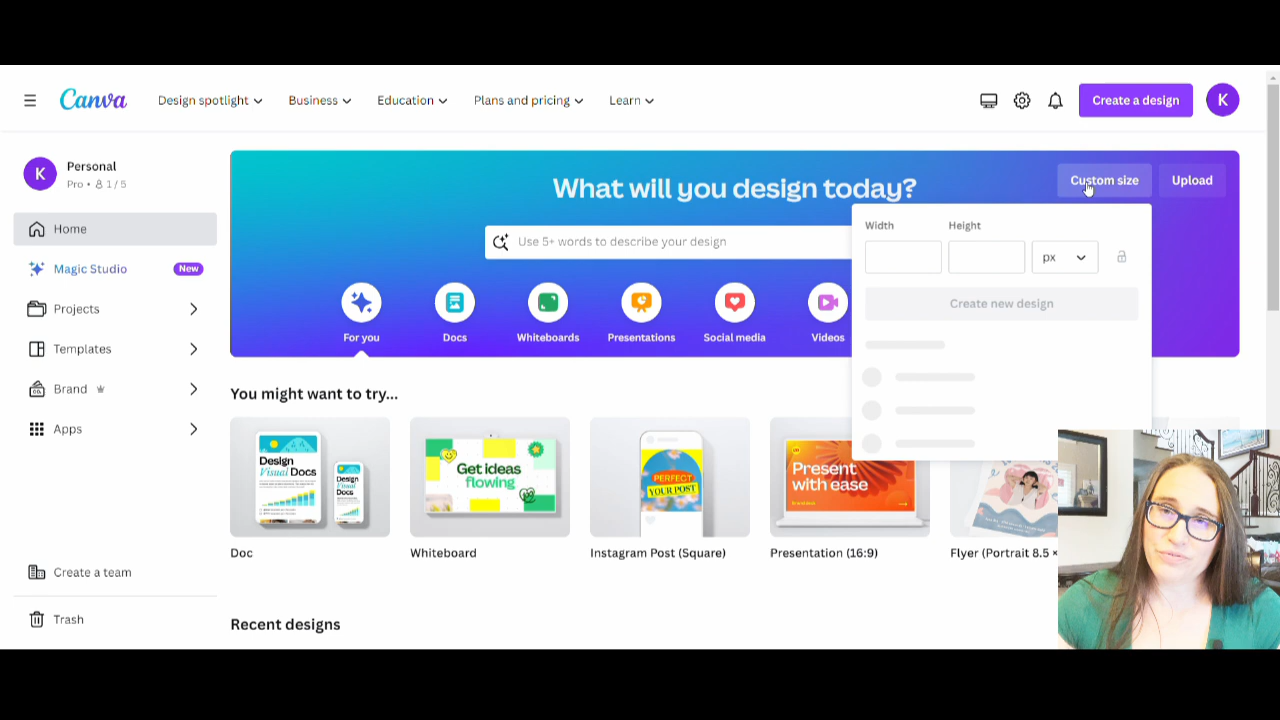 Canva
Design spotlight
Business
Education
Plans and pricing
Learn
Create a design
K
K
Personal
Pro • 1 / 5
Home
Magic Studio
New
Projects
Templates
Brand
Apps
Create a team
Trash
What will you design today?
Custom size
Upload
Use 5+ words to describe your design
Width
Height
px
Create new design
For you
Docs
Whiteboards
Presentations
Social media
Videos
You might want to try...
Design
Visual Docs
Design
Visual Docs
Get ideas
flowing
PERFECT
YOUR POST
Present
with ease
Doc
Whiteboard
Instagram Post (Square)
Presentation (16:9)
Flyer (Portrait 8.5 ×
Recent designs